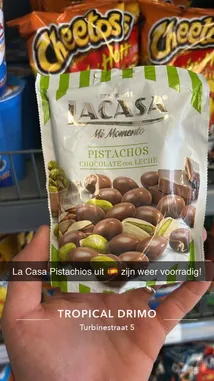 Cheetos
Cheetos
LACASA
Mi Momento
PISTACHOS
CHOCOLATE CON LECHE
La Casa Pistachios uit 🇪🇸 zijn weer voorradig!
TROPICAL DRIMO
Turbinestraat 5